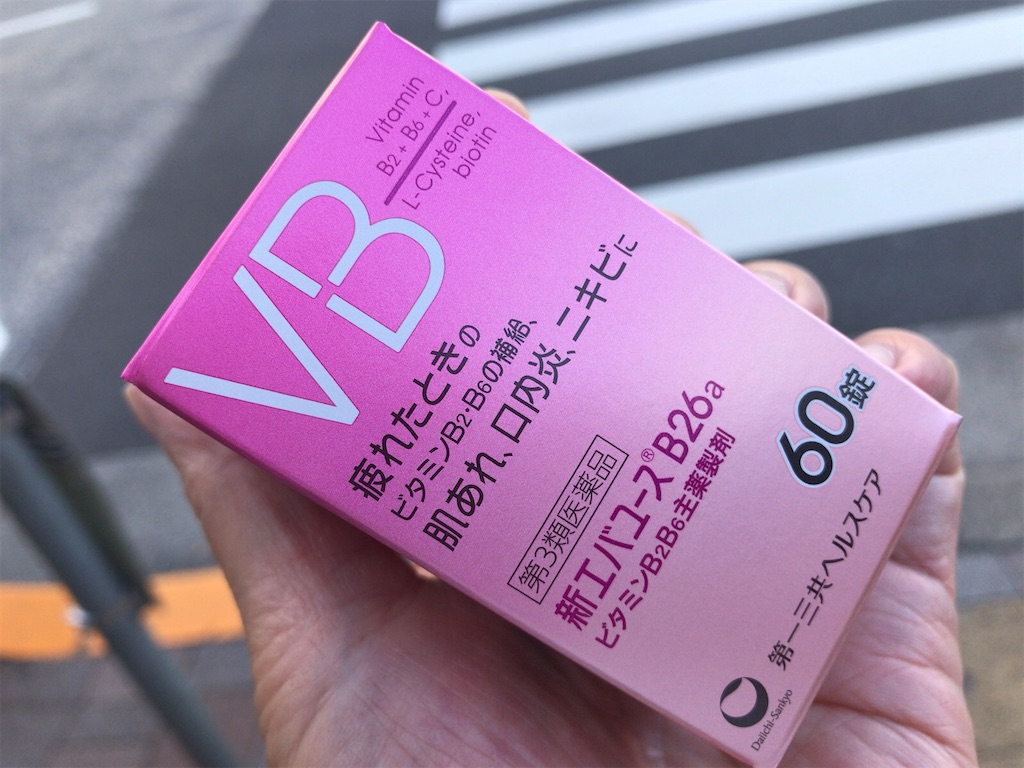 Vitamin
B2+B6+C,
L-Cysteine,
biotin
VB
疲れたときの
ビタミンB2・B6の補給、
肌あれ、口内炎、ニキビに
第3類医薬品
新エバユース®B26a
ビタミンB2B6主薬製剤
60錠
第一三共ヘルスケア
Daiichi-Sankyo